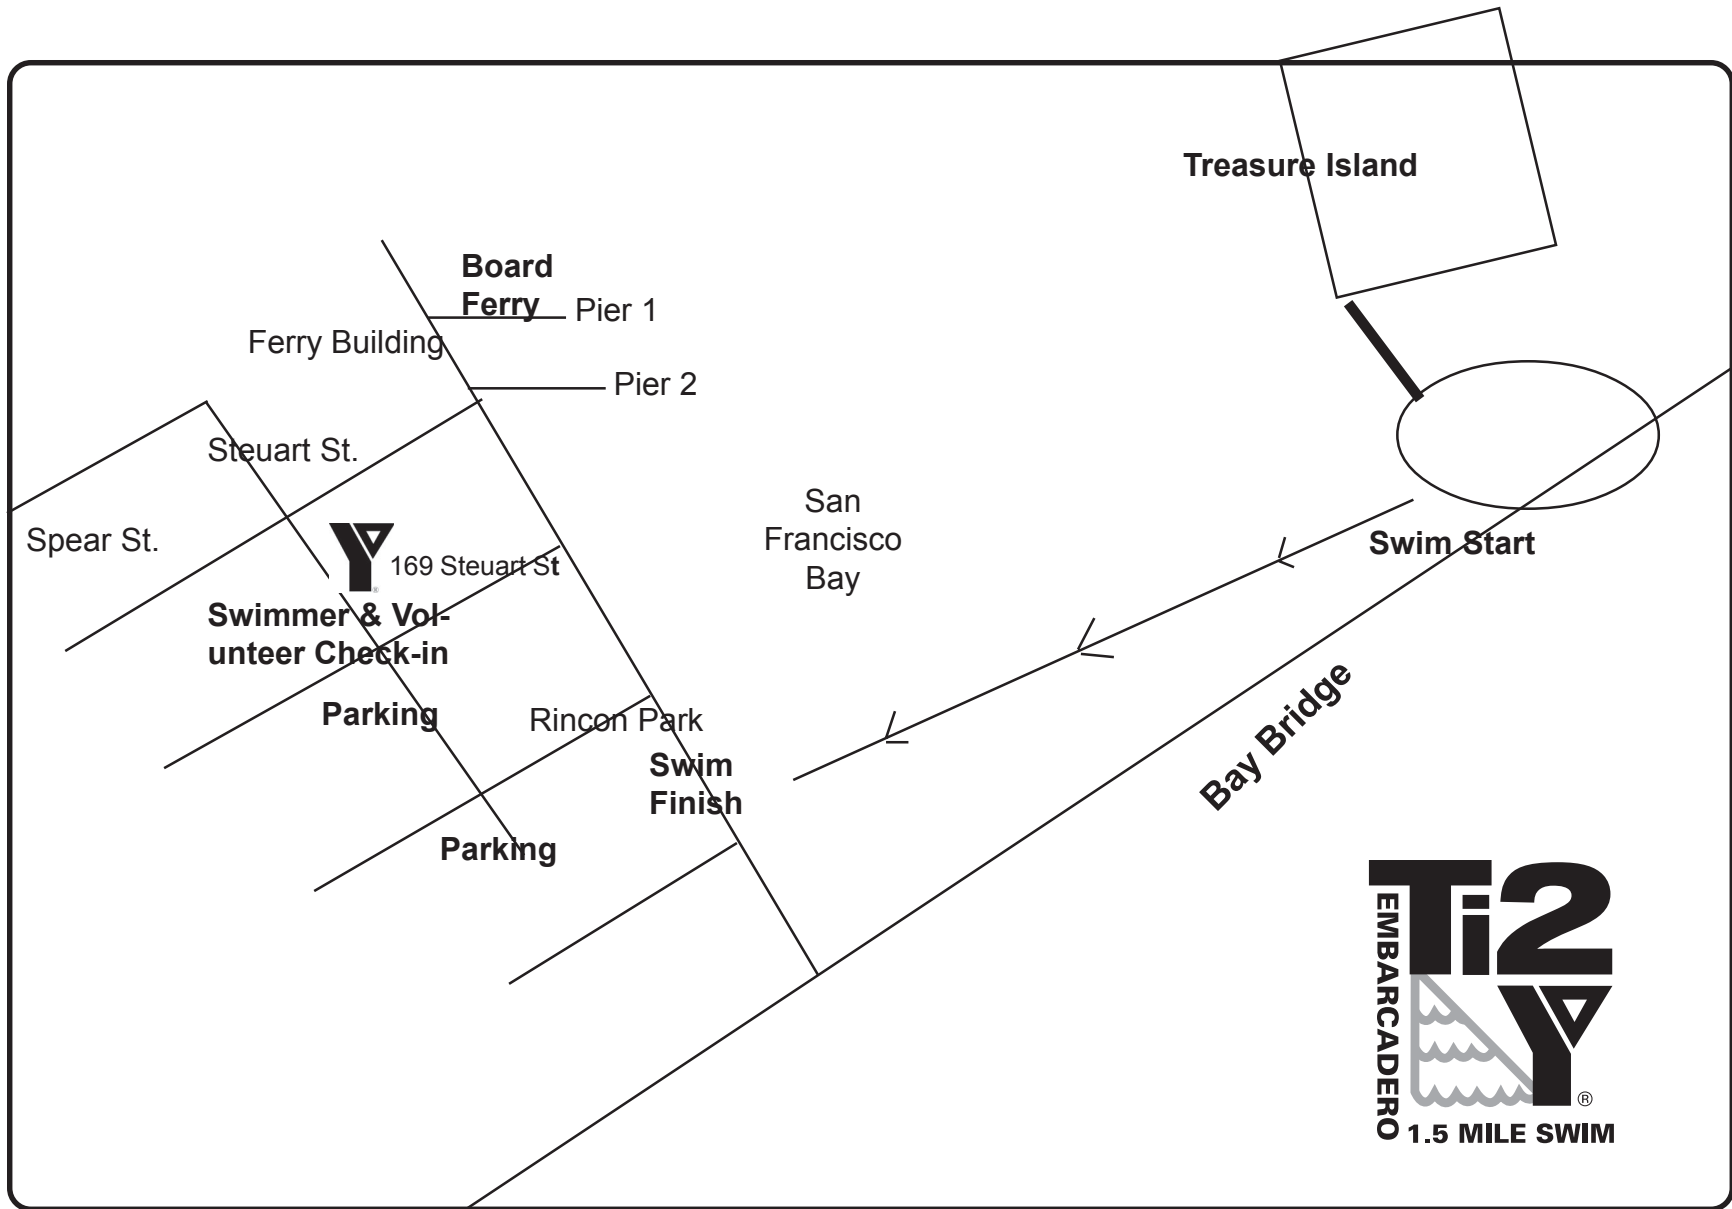 Treasure Island
Board
Ferry
Pier 1
Ferry Building
Pier 2
Steuart St.
Spear St.
Y
®
169 Steuart St
Swimmer & Vol-
unteer Check-in
Parking
Rincon Park
Swim
Finish
Parking
San
Francisco
Bay
Swim Start
Bay Bridge
Ti2
Y
®
EMBARCADERO
1.5 MILE SWIM